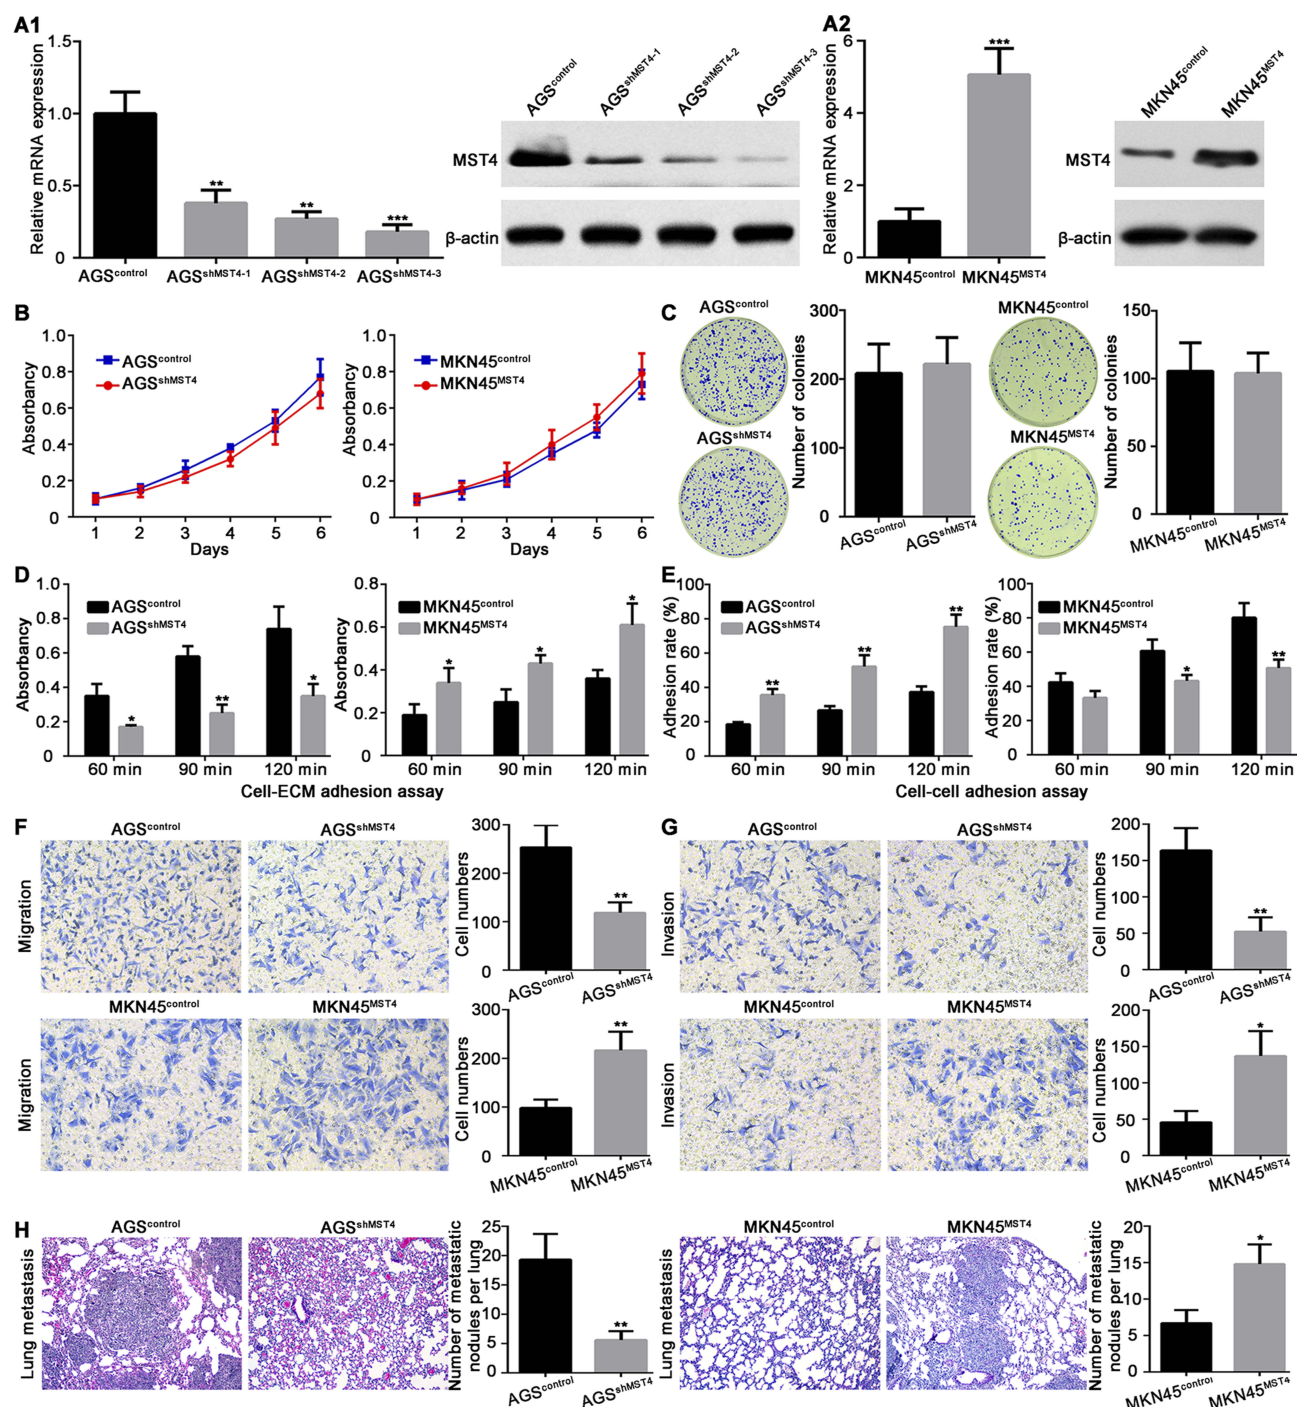 A1
Relative mRNA expression
1.5
1.0
0.5
0
**
**
***
AGScontrol
AGSshMST4-1
AGSshMST4-2
AGSshMST4-3
AGScontrol
AGSshMST4-1
AGSshMST4-2
AGSshMST4-3
MST4
β-actin
A2
Relative mRNA expression
6
4
2
0
***
MKN45control
MKN45MST4
MKN45control
MKN45MST4
MST4
β-actin
B
Absorbancy
1.0
0.8
0.6
0.4
0.2
0
AGScontrol
AGSshMST4
1 2 3 4 5 6
Days
Absorbancy
1.0
0.8
0.6
0.4
0.2
0
MKN45control
MKN45MST4
1 2 3 4 5 6
Days
C
AGScontrol
AGSshMST4
Number of colonies
300
200
100
0
AGScontrol
AGSshMST4
MKN45control
MKN45MST4
Number of colonies
150
100
50
0
MKN45control
MKN45MST4
D
Absorbancy
1.0
0.8
0.6
0.4
0.2
0
AGScontrol
AGSshMST4
*
**
*
60 min 90 min 120 min
Absorbancy
0.8
0.6
0.4
0.2
0
MKN45control
MKN45MST4
*
*
*
60 min 90 min 120 min
Cell-ECM adhesion assay
E
Adhesion rate (%)
100
80
60
40
20
0
AGScontrol
AGSshMST4
**
**
**
60 min 90 min 120 min
Adhesion rate (%)
100
80
60
40
20
0
MKN45control
MKN45MST4
*
**
60 min 90 min 120 min
Cell-cell adhesion assay
F
AGScontrol
AGSshMST4
Migration
Cell numbers
300
200
100
0
**
AGScontrol
AGSshMST4
MKN45control
MKN45MST4
Migration
Cell numbers
300
200
100
0
**
MKN45control
MKN45MST4
G
AGScontrol
AGSshMST4
Invasion
Cell numbers
200
150
100
50
0
**
AGScontrol
AGSshMST4
MKN45control
MKN45MST4
Invasion
Cell numbers
200
150
100
50
0
*
MKN45control
MKN45MST4
H
AGScontrol
AGSshMST4
Lung metastasis
Number of metastatic
nodules per lung
25
20
15
10
5
0
**
AGScontrol
AGSshMST4
MKN45control
MKN45MST4
Lung metastasis
Number of metastatic
nodes per lung
20
15
10
5
0
*
MKN45control
MKN45MST4